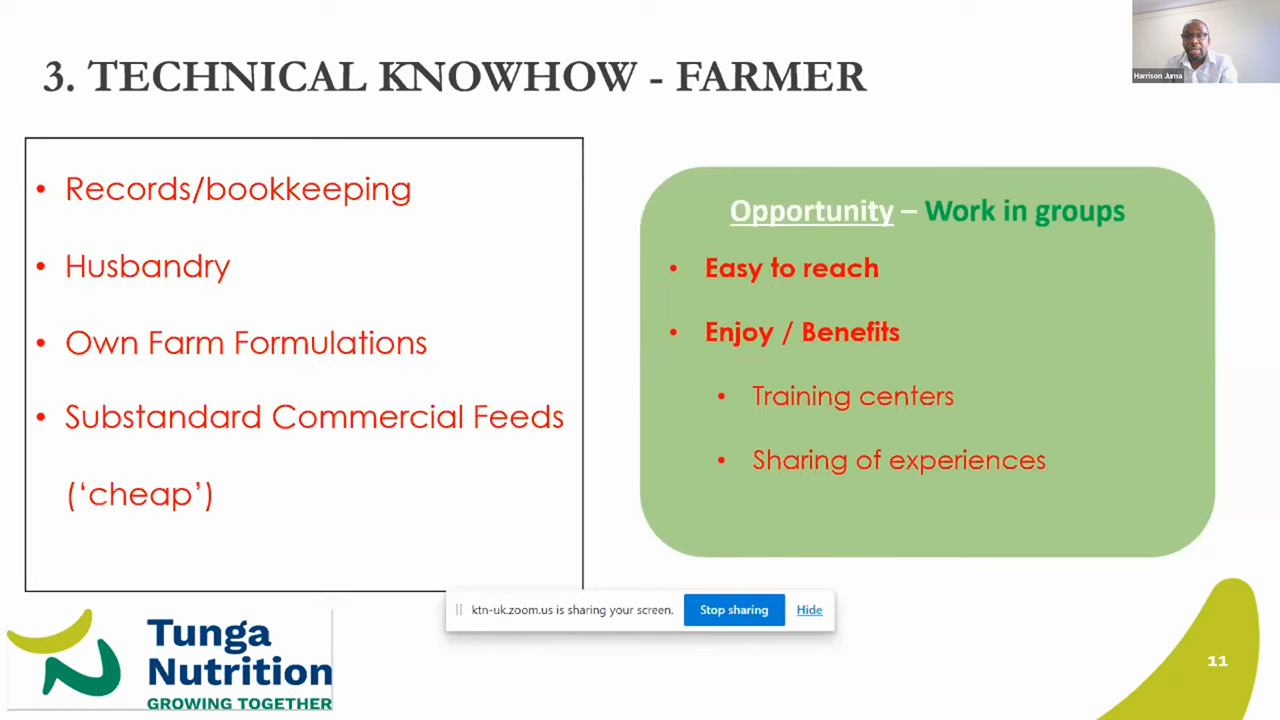 3. TECHNICAL KNOWHOW - FARMER
Harrison Juma
• Records/bookkeeping
• Husbandry
• Own Farm Formulations
• Substandard Commercial Feeds
(‘cheap’)
Opportunity – Work in groups
• Easy to reach
• Enjoy / Benefits
• Training centers
• Sharing of experiences
ktn-uk.zoom.us is sharing your screen. Stop sharing Hide
Tunga
Nutrition
GROWING TOGETHER
11